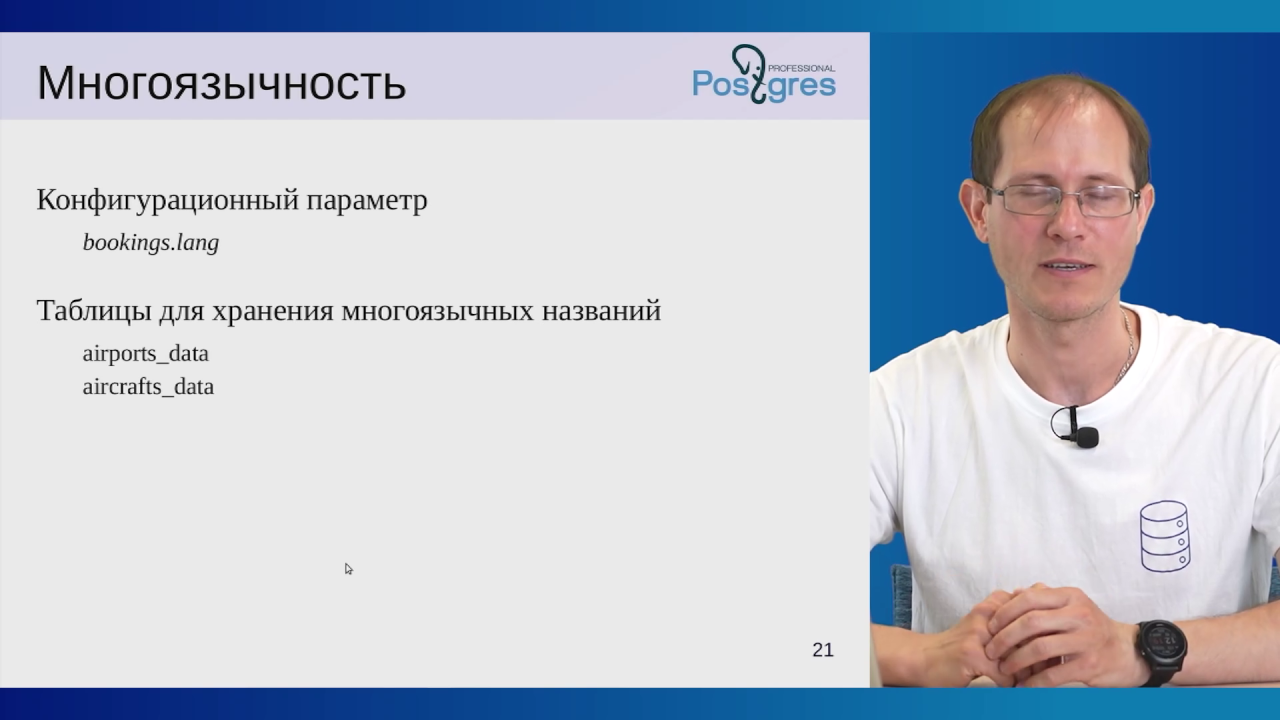 Многоязычность
PROFESSIONAL
Postgres
Конфигурационный параметр
bookings.lang
Таблицы для хранения многоязычных названий
airports_data
aircrafts_data
21